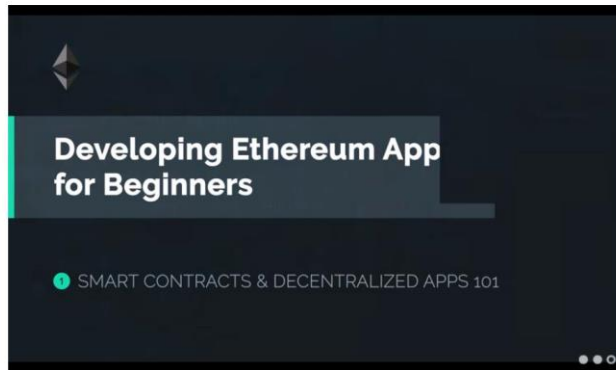 Developing Ethereum App
for Beginners
1 SMART CONTRACTS & DECENTRALIZED APPS 101